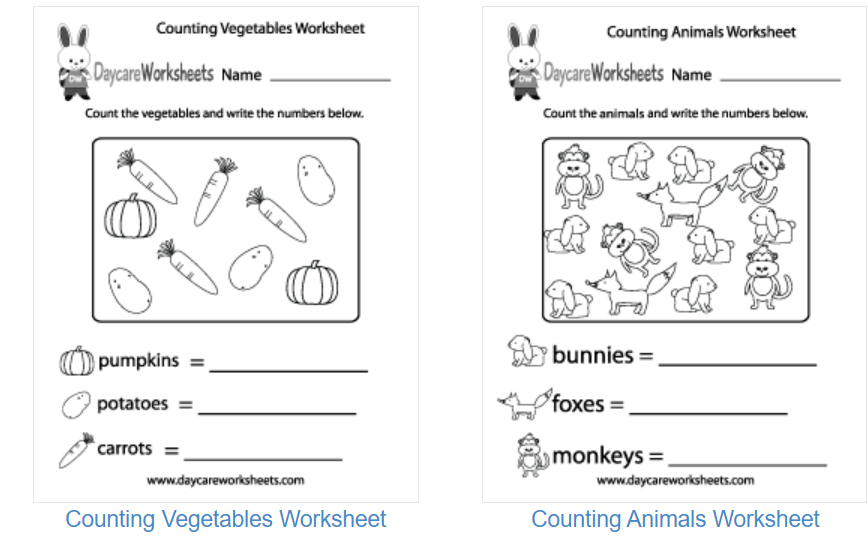 Counting Vegetables Worksheet
DW
DaycareWorksheets Name
Count the vegetables and write the numbers below.
pumpkins =
potatoes =
carrots =
www.daycareworksheets.com
Counting Vegetables Worksheet
Counting Animals Worksheet
DW
DaycareWorksheets Name
Count the animals and write the numbers below.
bunnies =
foxes =
monkeys =
www.daycareworksheets.com
Counting Animals Worksheet